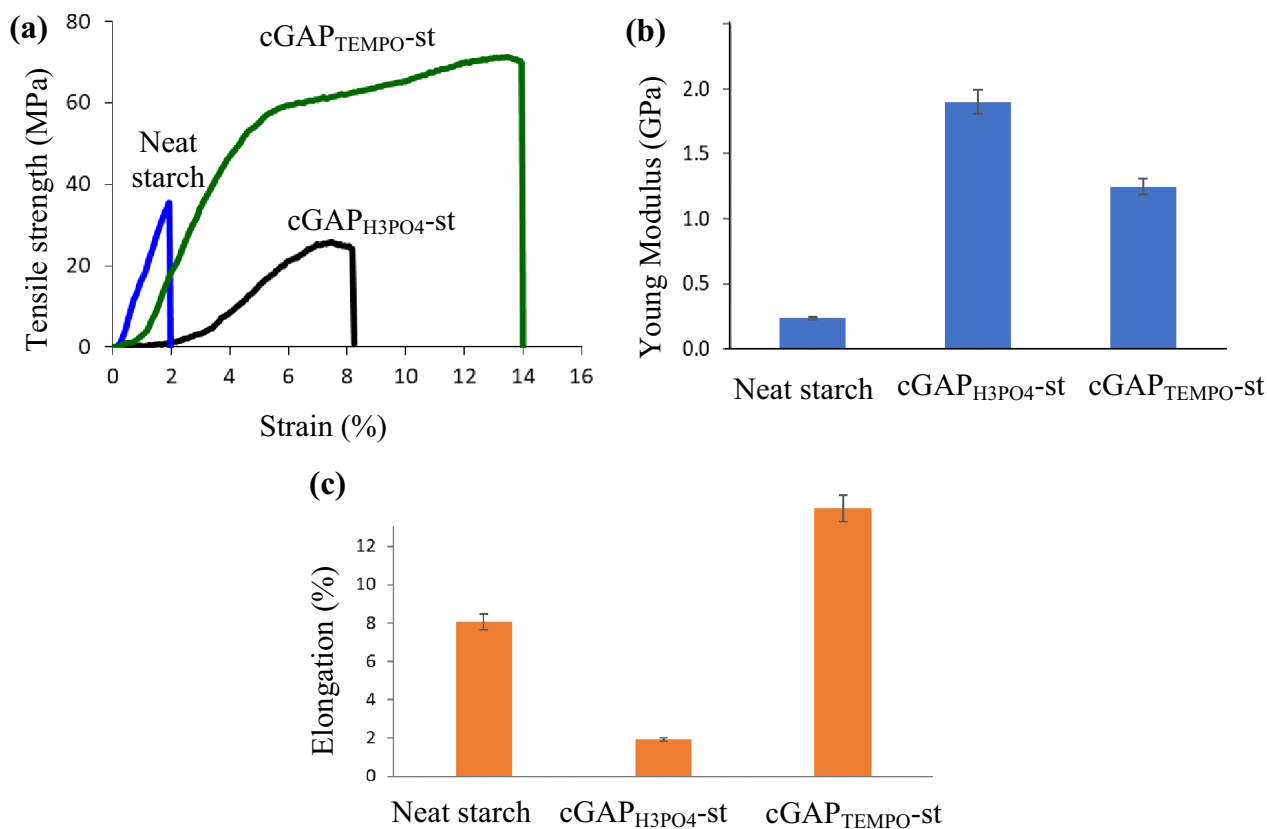 (a)
Tensile strength (MPa)
80
60
40
20
0
cGAPTEMPO-st
Neat
starch
cGAPH3PO4-st
0 2 4 6 8 10 12 14 16
Strain (%)
(b)
Young Modulus (GPa)
2.0
1.5
1.0
0.5
0.0
Neat starch cGAPH3PO4-st cGAPTEMPO-st
(c)
Elongation (%)
12
10
8
6
4
2
0
Neat starch cGAPH3PO4-st cGAPTEMPO-st